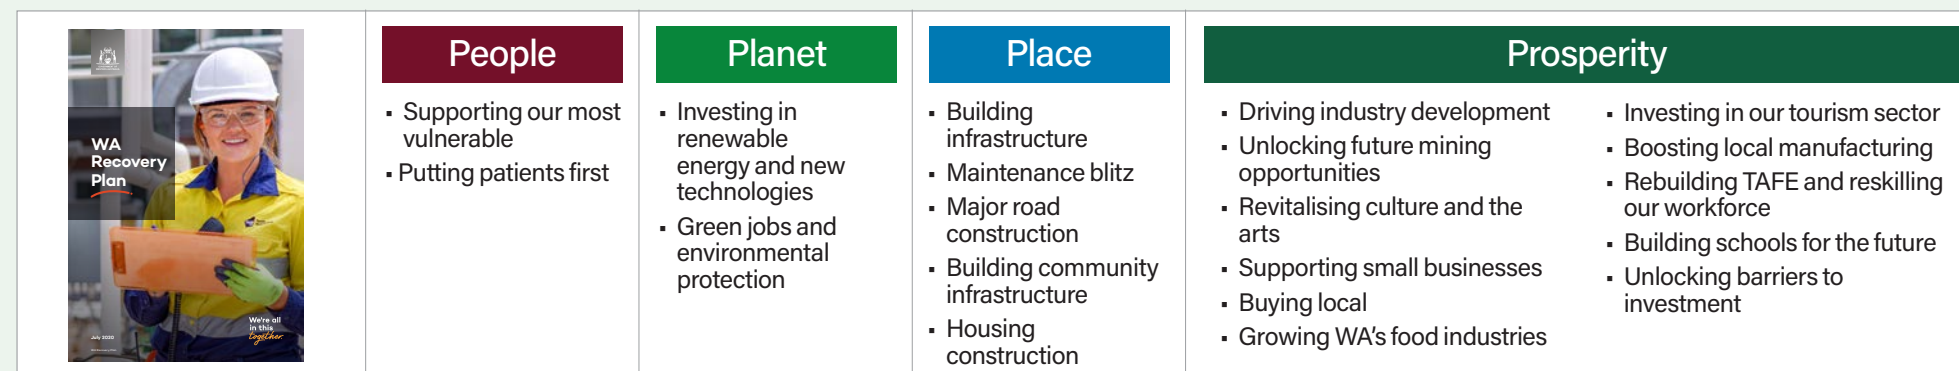 WA
Recovery
Plan
July 2020
We're all
in this
together.
People
▪ Supporting our most
vulnerable
▪ Putting patients first
Planet
▪ Investing in
renewable
energy and new
technologies
▪ Green jobs and
environmental
protection
Place
▪ Building
infrastructure
▪ Maintenance blitz
▪ Major road
construction
▪ Building community
infrastructure
▪ Housing
construction
Prosperity
▪ Driving industry development
▪ Unlocking future mining
opportunities
▪ Revitalising culture and the
arts
▪ Supporting small businesses
▪ Buying local
▪ Growing WA's food industries
▪ Investing in our tourism sector
▪ Boosting local manufacturing
▪ Rebuilding TAFE and reskilling
our workforce
▪ Building schools for the future
▪ Unlocking barriers to
investment